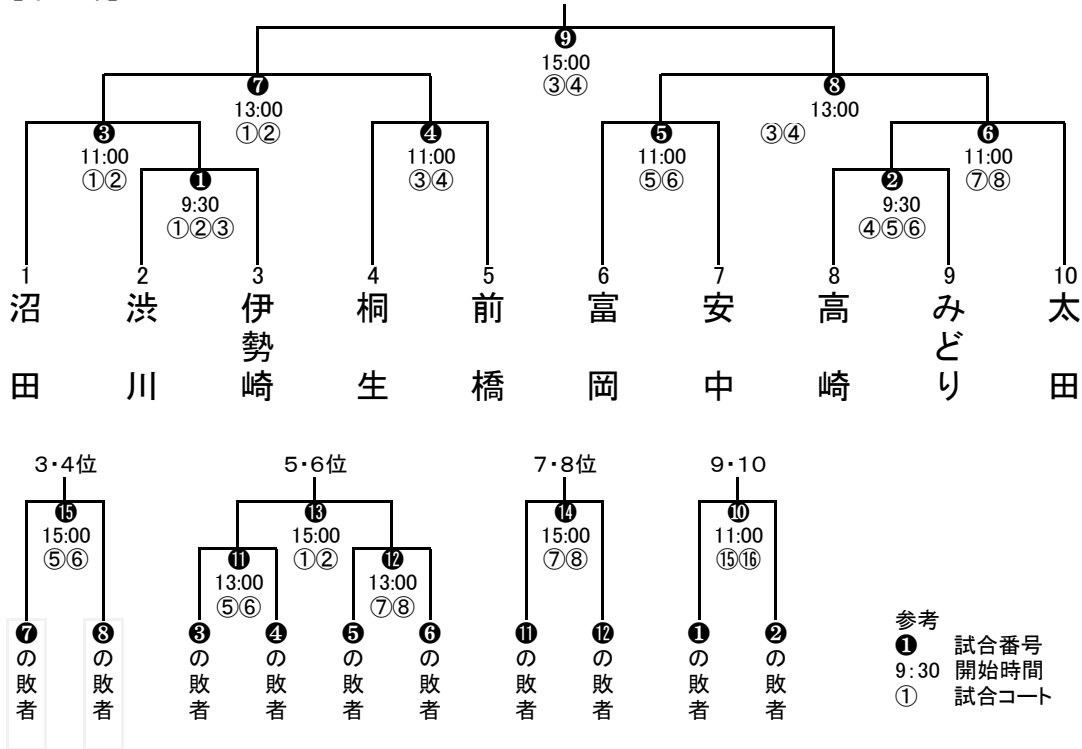 ❾
15:00
③④
❼
13:00
①②
❽
13:00
③④
❸
11:00
①②
❹
11:00
③④
❺
11:00
⑤⑥
❻
11:00
⑦⑧
❶
9:30
①②③
❷
9:30
④⑤⑥
1
沼田
2
渋川
3
伊勢崎
4
桐生
5
前橋
6
富岡
7
安中
8
高崎
9
みどり
10
太田
3・4位
⓯
15:00
⑤⑥
❼の敗者
❽の敗者
5・6位
⓭
15:00
①②
⓫
13:00
⑤⑥
⓬
13:00
⑦⑧
❸の敗者
❹の敗者
❺の敗者
❻の敗者
7・8位
⓮
15:00
⑦⑧
⓫の敗者
⓬の敗者
9・10
❿
11:00
⑮⑯
❶の敗者
❷の敗者
参考
❶ 試合番号
9:30 開始時間
① 試合コート